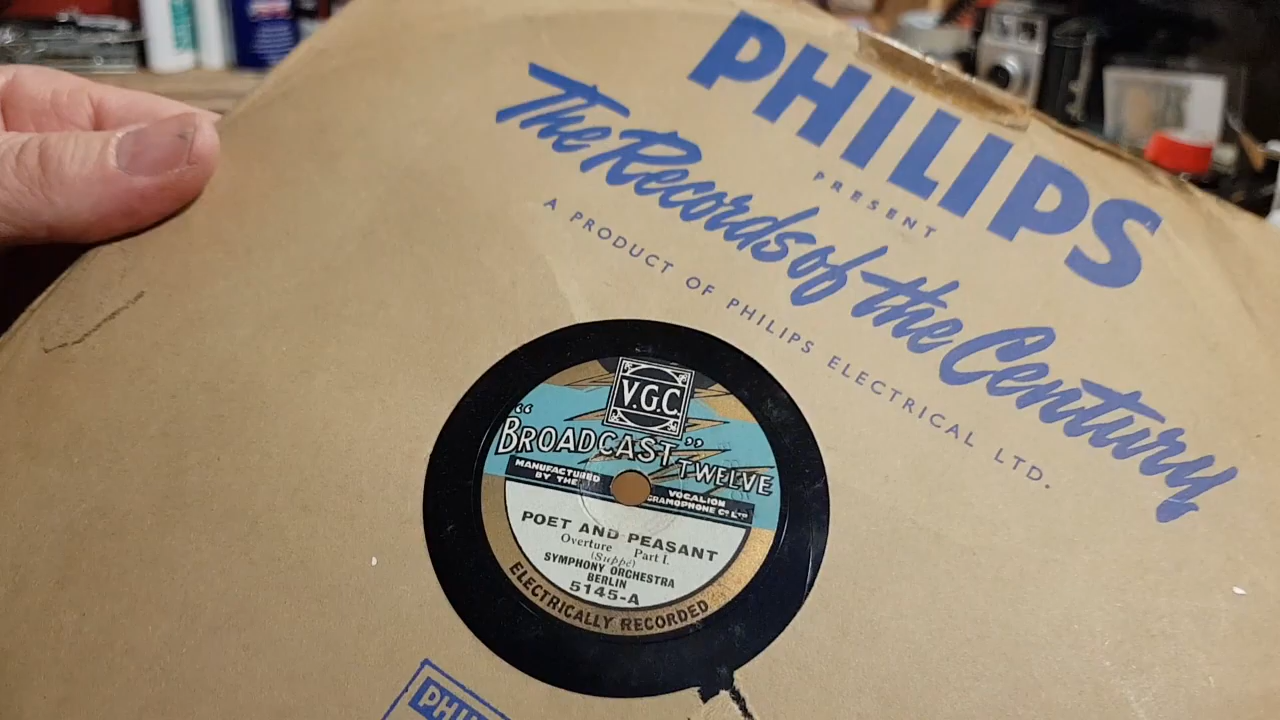 PHILIPS
PRESENT
The Records of the Century
A PRODUCT OF PHILIPS ELECTRICAL LTD.
V.G.C.
"BROADCAST" TWELVE
MANUFACTURED BY THE
VOCALION GRAMOPHONE Co LTD
POET AND PEASANT
Overture Part I.
(Suppé)
SYMPHONY ORCHESTRA
BERLIN
5145-A
ELECTRICALLY RECORDED